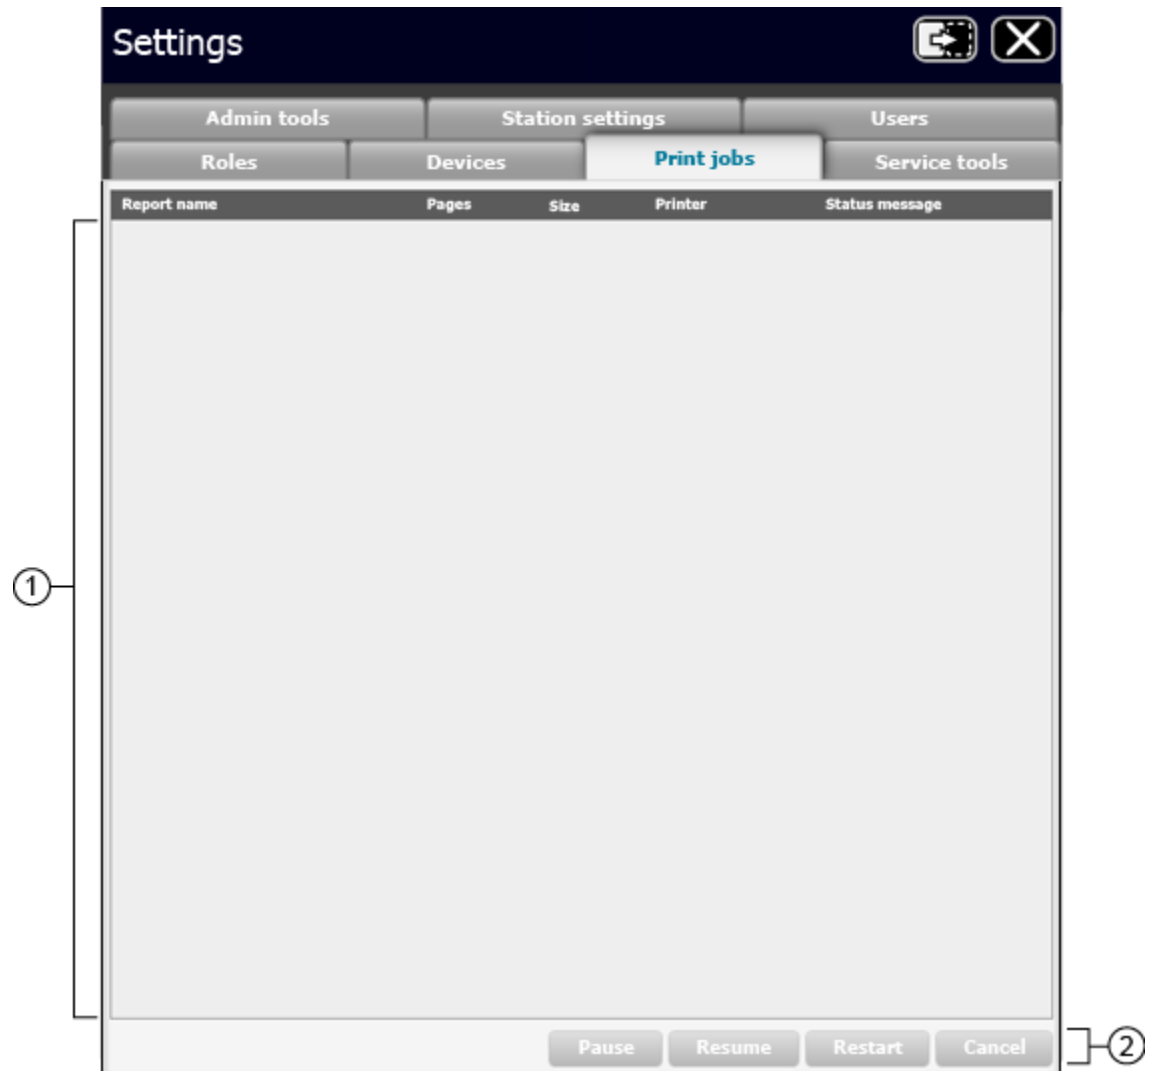 Settings
Admin tools Station settings Users
Roles Devices Print jobs Service tools
Report name Pages Size Printer Status message
1
Pause Resume Restart Cancel
2